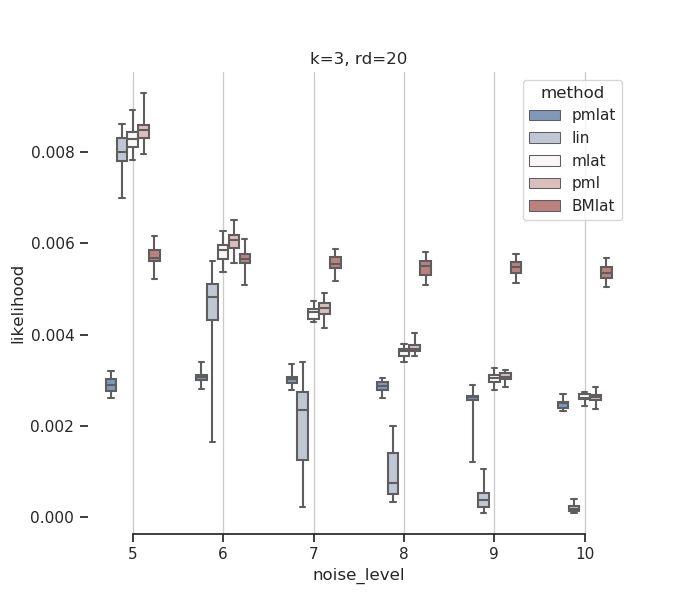 k=3, rd=20
method
pmlat
lin
mlat
pml
BMlat
0.008
0.006
0.004
0.002
0.000
likelihood
5 6 7 8 9 10
noise_level